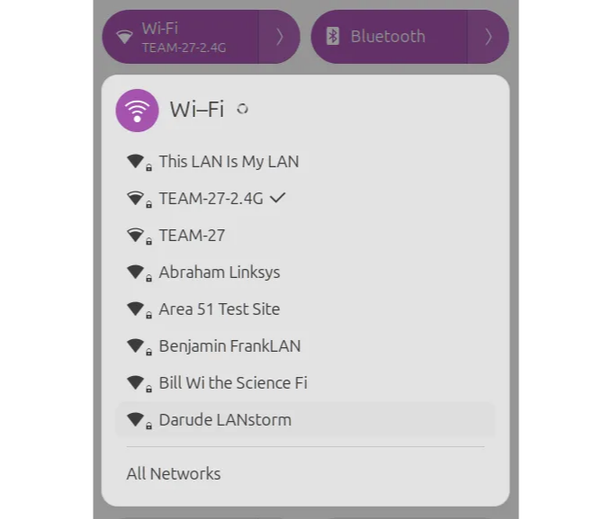 Wi-Fi
TEAM-27-2.4G
Bluetooth
Wi–Fi
This LAN Is My LAN
TEAM-27-2.4G
TEAM-27
Abraham Linksys
Area 51 Test Site
Benjamin FrankLAN
Bill Wi the Science Fi
Darude LANstorm
All Networks